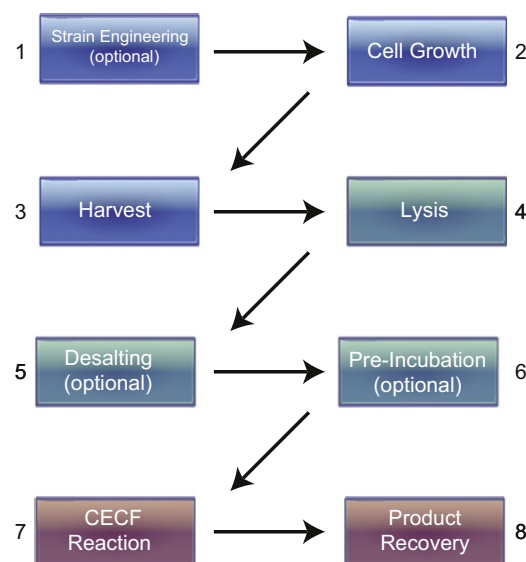 1
Strain Engineering
(optional)
Cell Growth
2
3
Harvest
Lysis
4
5
Desalting
(optional)
Pre-Incubation
(optional)
6
7
CECF
Reaction
Product
Recovery
8